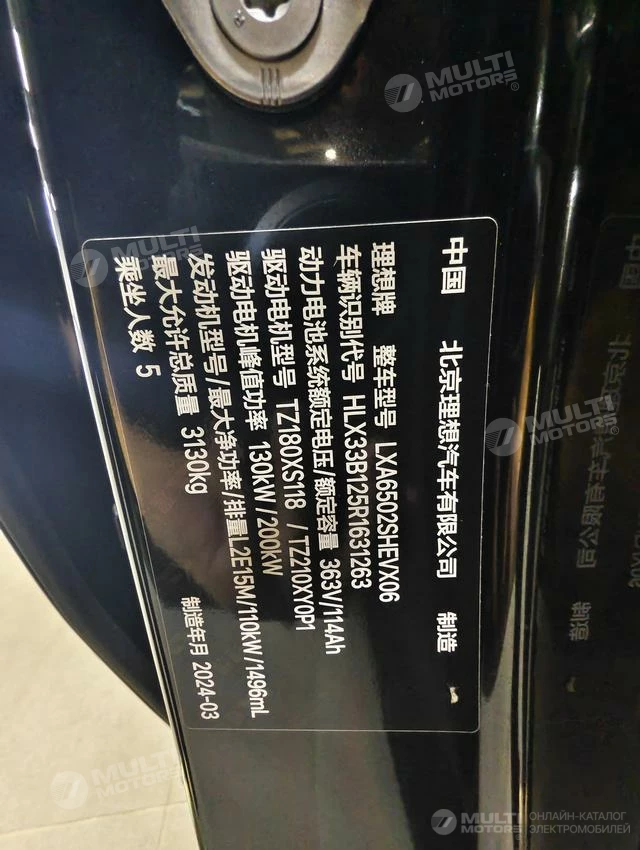 中国 北京理想汽车有限公司 制造
理想牌 整车型号 LXA6502SHEVX06
车辆识别代号 HLX33B125R1631263
动力电池系统额定电压/额定容量 363V/114Ah
驱动电机型号 TZ180XS118 / TZ210XY0P1
驱动电机峰值功率 130kW/200kW
发动机型号/最大净功率/排量L2E15M/110kW/1496mL
最大允许总质量 3130kg
乘坐人数 5 制造年月 2024-03
MULTI MOTORS®
MULTI MOTORS®
MULTI MOTORS®
MULTI MOTORS®
MULTI MOTORS®
MULTI MOTORS®
ОНЛАЙН-КАТАЛОГ
ЭЛЕКТРОМОБИЛЕЙ